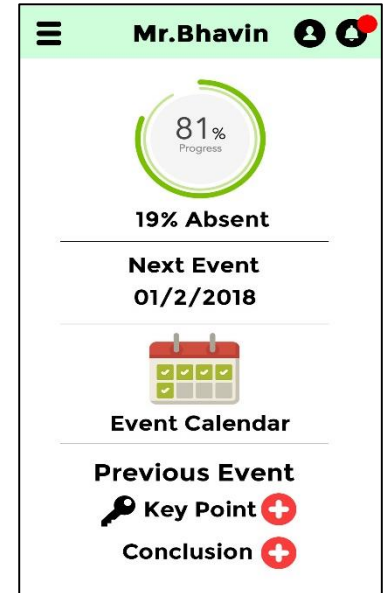 Mr.Bhavin
81%
Progress
19% Absent
Next Event
01/2/2018
Event Calendar
Previous Event
Key Point
Conclusion